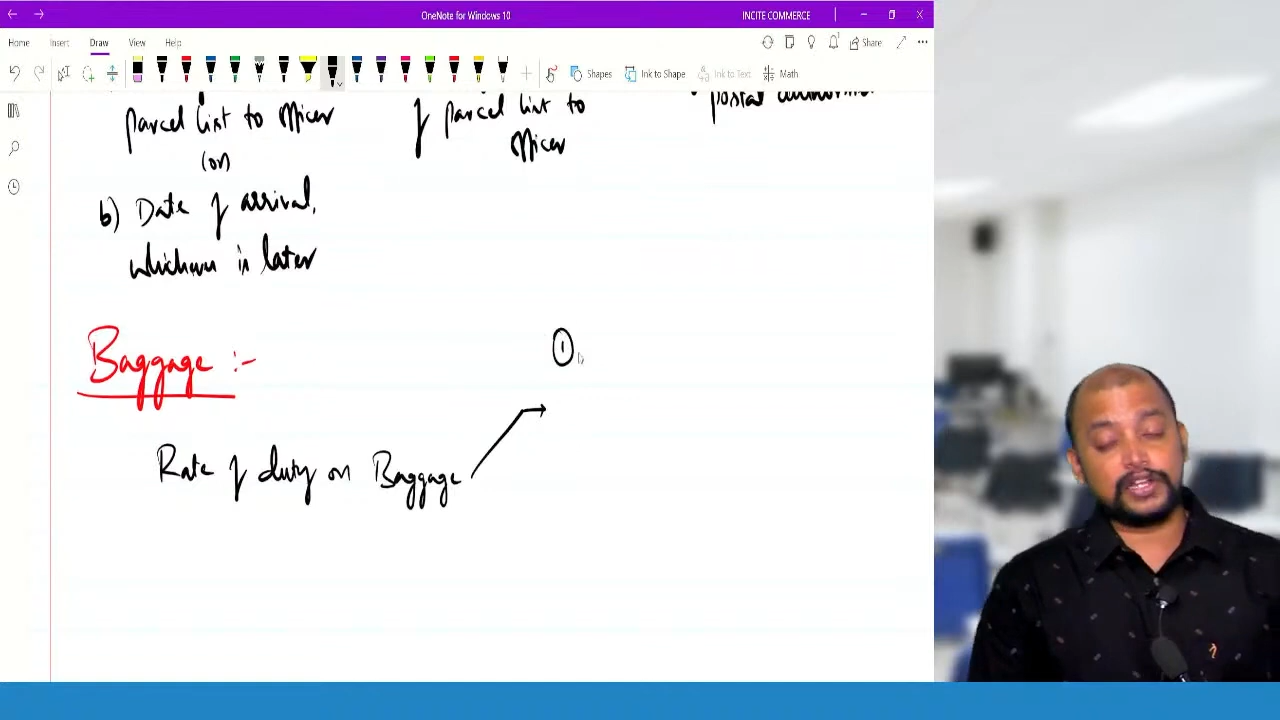 OneNote for Windows 10
INCITE COMMERCE
Home Insert Draw View Help
Share
Shapes Ink to Shape Ink to Text Math
parcel list to officer
of parcel list to
officer
postal
(or)
b) Date of arrival,
whichever is later
Baggage :-
①
Rate of duty on Baggage